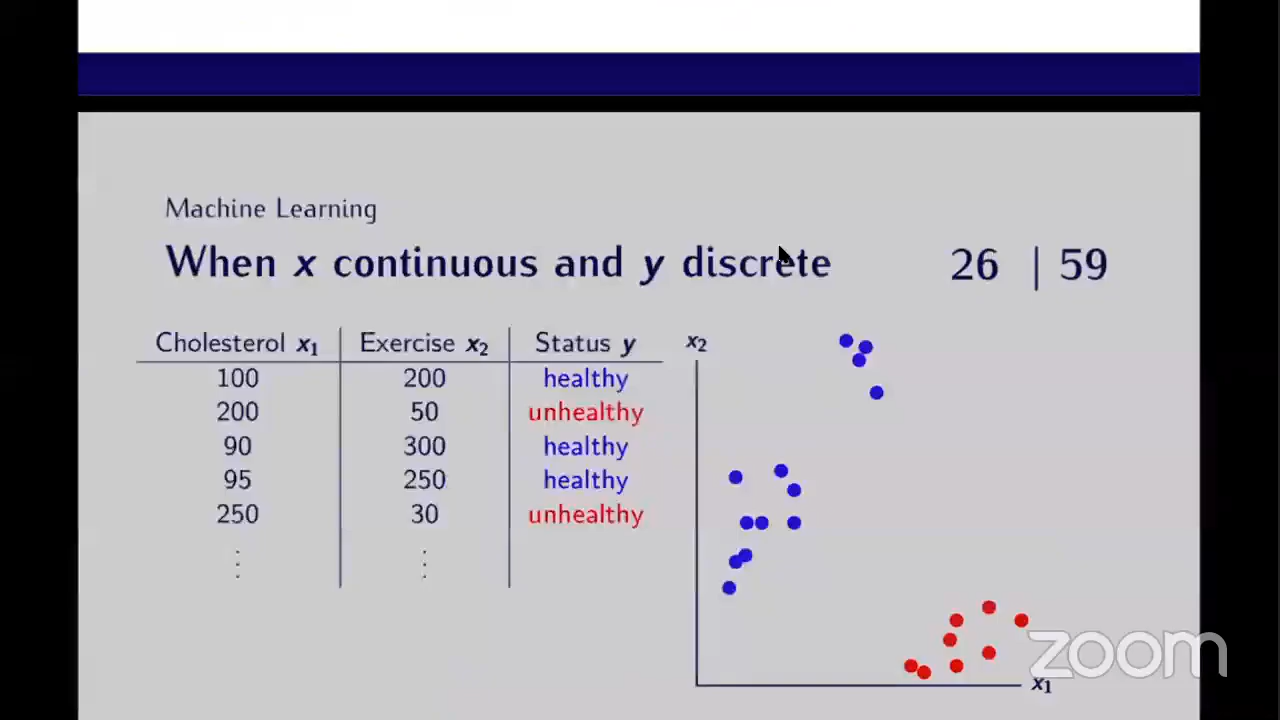 Machine Learning
When x continuous and y discrete 26 | 59
Cholesterol x₁ Exercise x₂ Status y
100 200 healthy
200 50 unhealthy
90 300 healthy
95 250 healthy
250 30 unhealthy
⋮ ⋮
x₂
x₁
zoom